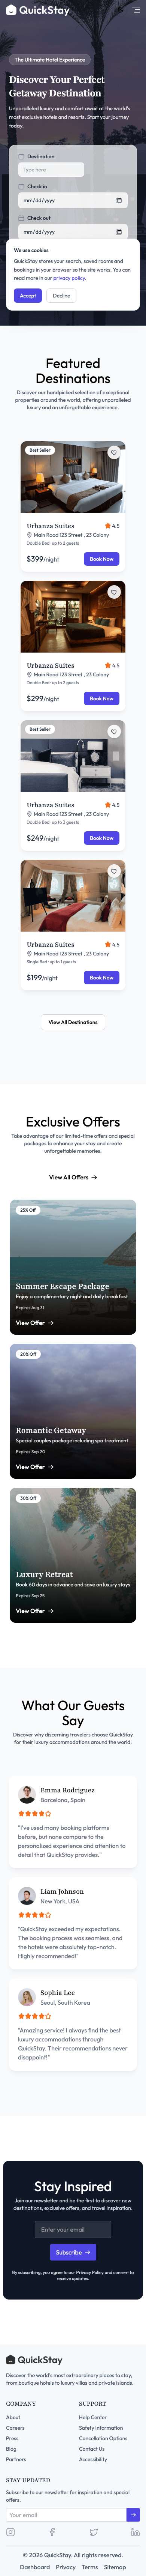 QuickStay
The Ultimate Hotel Experience
Discover Your Perfect
Getaway Destination
Unparalleled luxury and comfort await at the world's
most exclusive hotels and resorts. Start your journey
today.
Destination
Type here
Check in
mm/dd/yyyy
Check out
mm/dd/yyyy
We use cookies
QuickStay stores your search, saved rooms and
bookings in your browser so the site works. You can
read more in our privacy policy.
Accept
Decline
Featured
Destinations
Discover our handpicked selection of exceptional
properties around the world, offering unparalleled
luxury and an unforgettable experience.
Best Seller
Urbanza Suites
4.5
Main Road 123 Street , 23 Colony
Double Bed · up to 2 guests
$399/night
Book Now
Urbanza Suites
4.5
Main Road 123 Street , 23 Colony
Double Bed · up to 2 guests
$299/night
Book Now
Best Seller
Urbanza Suites
4.5
Main Road 123 Street , 23 Colony
Double Bed · up to 3 guests
$249/night
Book Now
Urbanza Suites
4.5
Main Road 123 Street , 23 Colony
Single Bed · up to 1 guests
$199/night
Book Now
View All Destinations
Exclusive Offers
Take advantage of our limited-time offers and special
packages to enhance your stay and create
unforgettable memories.
View All Offers
25% Off
Summer Escape Package
Enjoy a complimentary night and daily breakfast
Expires Aug 31
View Offer
20% Off
Romantic Getaway
Special couples package including spa treatment
Expires Sep 20
View Offer
30% Off
Luxury Retreat
Book 60 days in advance and save on luxury stays
Expires Sep 25
View Offer
What Our Guests
Say
Discover why discerning travelers choose QuickStay
for their luxury accommodations around the world.
Emma Rodriguez
Barcelona, Spain
"I've used many booking platforms
before, but none compare to the
personalized experience and attention to
detail that QuickStay provides."
Liam Johnson
New York, USA
"QuickStay exceeded my expectations.
The booking process was seamless, and
the hotels were absolutely top-notch.
Highly recommended!"
Sophia Lee
Seoul, South Korea
"Amazing service! I always find the best
luxury accommodations through
QuickStay. Their recommendations never
disappoint!"
Stay Inspired
Join our newsletter and be the first to discover new
destinations, exclusive offers, and travel inspiration.
Enter your email
Subscribe
By subscribing, you agree to our Privacy Policy and consent to
receive updates.
QuickStay
Discover the world's most extraordinary places to stay,
from boutique hotels to luxury villas and private islands.
COMPANY
About
Careers
Press
Blog
Partners
SUPPORT
Help Center
Safety Information
Cancellation Options
Contact Us
Accessibility
STAY UPDATED
Subscribe to our newsletter for inspiration and special
offers.
Your email
© 2026 QuickStay. All rights reserved.
Dashboard Privacy Terms Sitemap